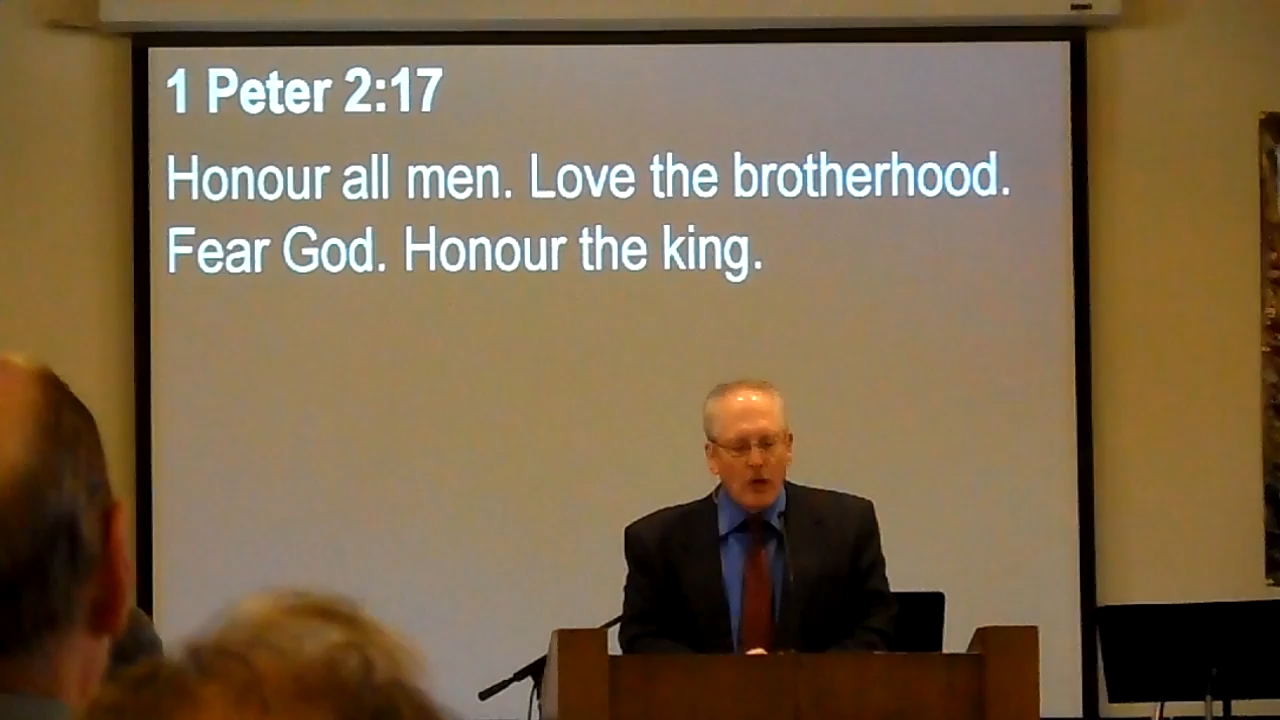 1 Peter 2:17
Honour all men. Love the brotherhood.
Fear God. Honour the king.